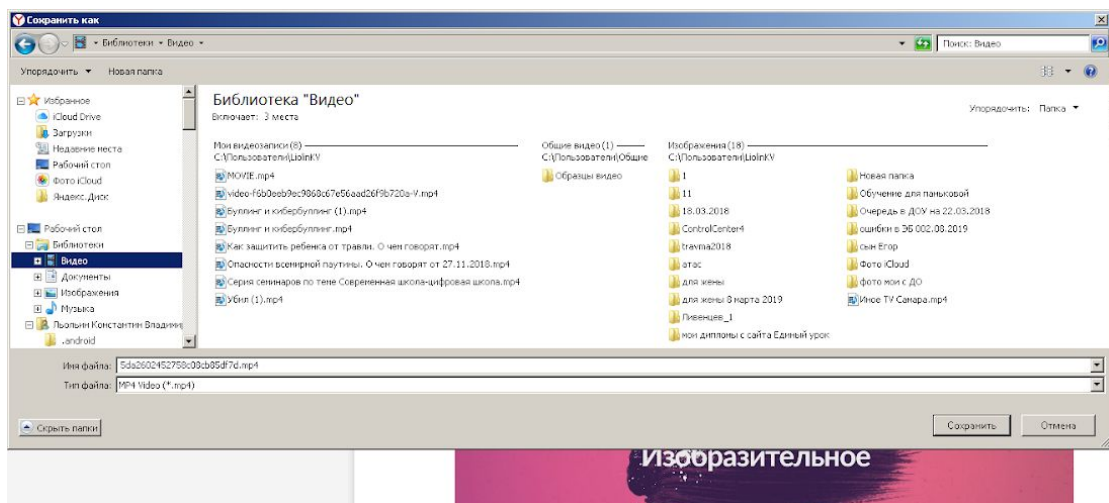 Сохранить как
Библиотеки Видео
Поиск: Видео
Упорядочить Новая папка
Избранное
iCloud Drive
Загрузки
Недавние места
Рабочий стол
Фото iCloud
Яндекс.Диск
Рабочий стол
Библиотеки
Видео
Документы
Изображения
Музыка
Льолин Константин Владими
.android
Библиотека "Видео"
Включает: 3 места
Упорядочить: Папка
Мои видеозаписи (8)
C:\Пользователи\LiolinKV
MOVIE.mp4
Буллинг и кибербуллинг (1).mp4
Буллинг и кибербуллинг.mp4
Как защитить ребенка от травли. О чем говорят.mp4
Опасности всемирной паутины. О чем говорят от 27.11.2018.mp4
Серия семинаров по теме Современная школа-цифровая школа.mp4
Убил (1).mp4
Общие видео (1)
C:\Пользователи\Общие
Образцы видео
Изображения (18)
C:\Пользователи\LiolinKV
1
11
18.03.2018
ControlCenter4
travma2018
атас
для жены
для жены 8 марта 2019
Ливенцев_1
мои дипломы с сайта Единый урок
Новая папка
Обучение для паньковой
Очередь в ДОУ на 22.03.2018
ошибки в ЭБ 002.08.2019
сын Егор
Фото iCloud
фото мои с ДО
Иное TV Самара.mp4
Имя файла: 5da2602452758c08cb85df7d.mp4
Тип файла: MP4 Video (*.mp4)
Скрыть папки
Сохранить
Отмена
Изобразительное